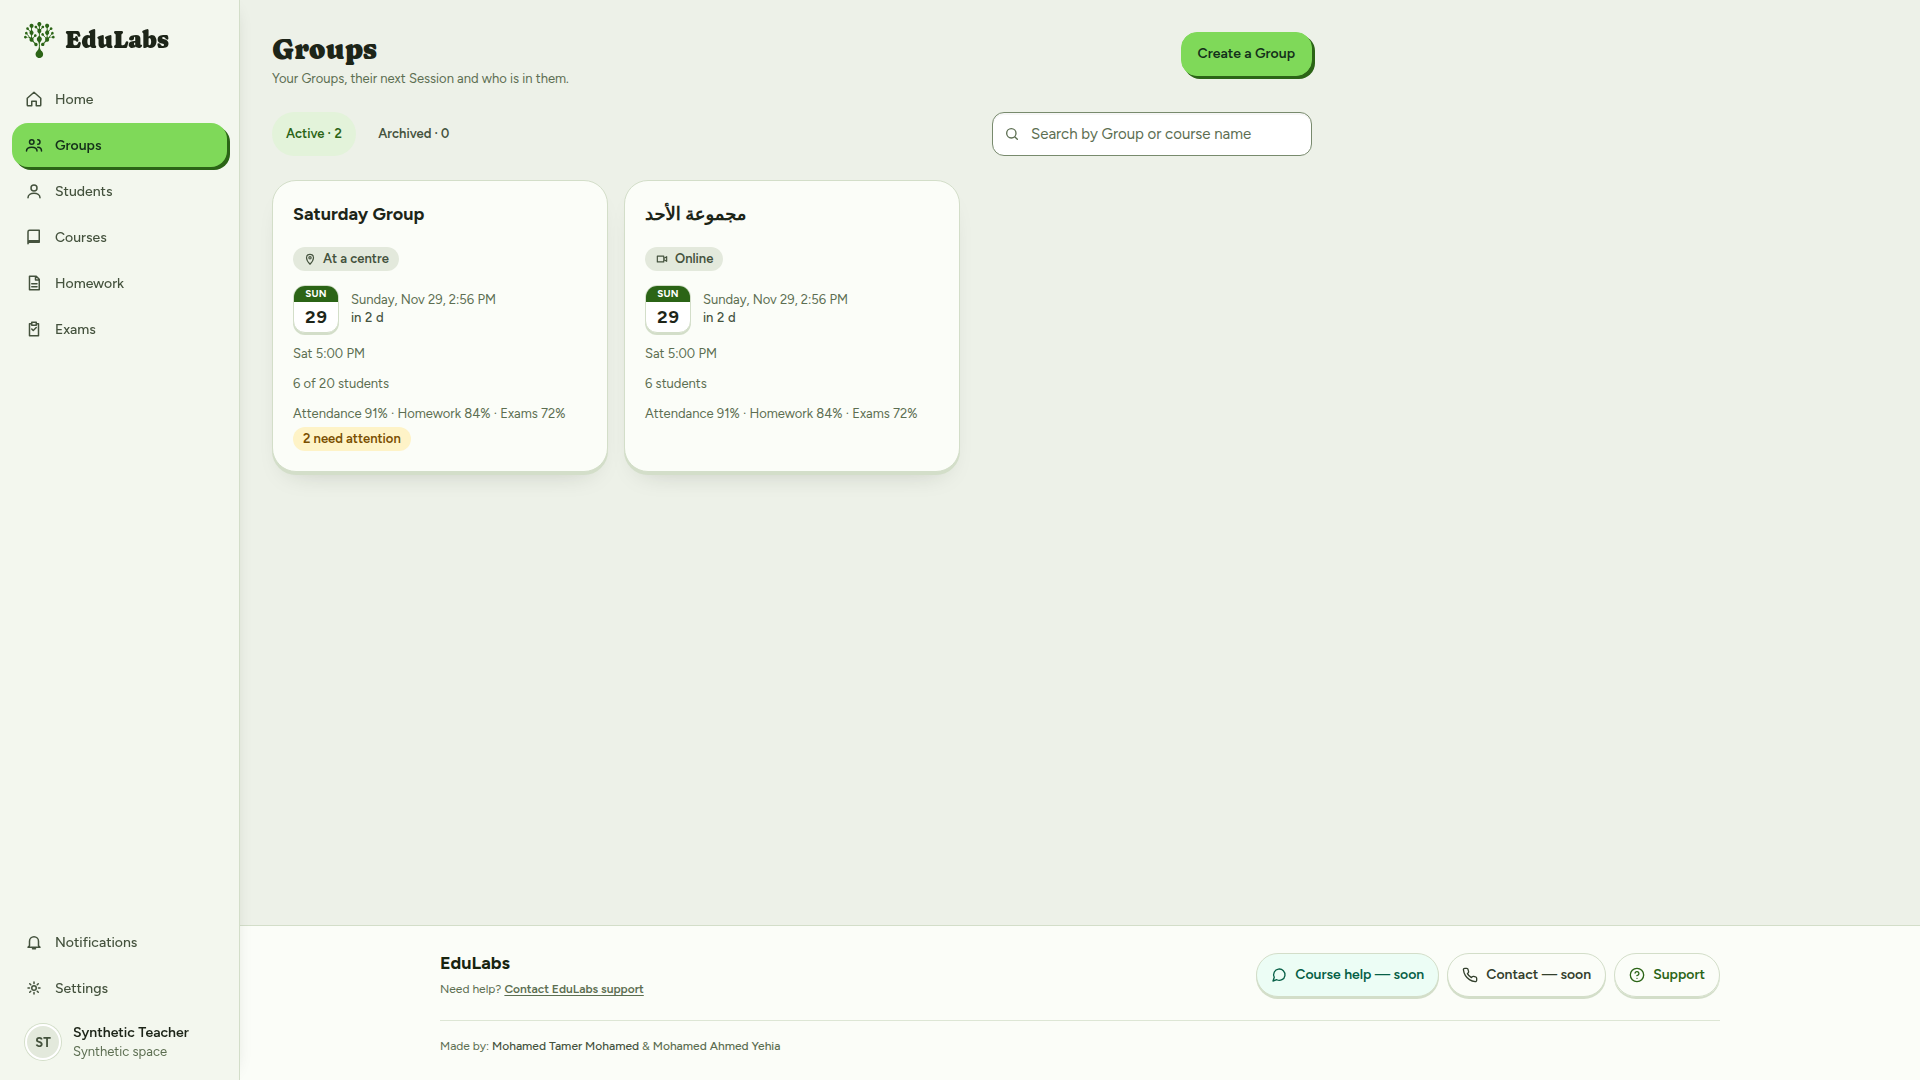 EduLabs
Home
Groups
Students
Courses
Homework
Exams
Notifications
Settings
ST
Synthetic Teacher
Synthetic space
Groups
Your Groups, their next Session and who is in them.
Create a Group
Active · 2
Archived · 0
Search by Group or course name
Saturday Group
At a centre
SUN
29
Sunday, Nov 29, 2:56 PM
in 2 d
Sat 5:00 PM
6 of 20 students
Attendance 91% · Homework 84% · Exams 72%
2 need attention
مجموعة الأحد
Online
SUN
29
Sunday, Nov 29, 2:56 PM
in 2 d
Sat 5:00 PM
6 students
Attendance 91% · Homework 84% · Exams 72%
EduLabs
Need help? Contact EduLabs support
Course help — soon
Contact — soon
Support
Made by: Mohamed Tamer Mohamed & Mohamed Ahmed Yehia